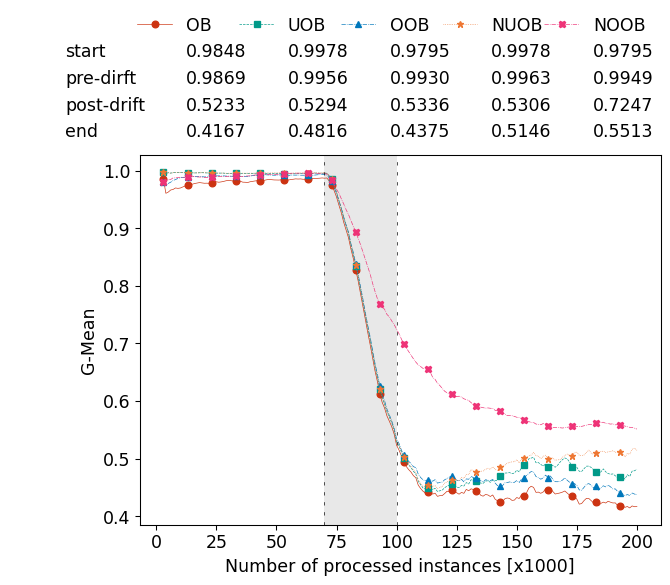 OB UOB OOB NUOB NOOB
start 0.9848 0.9978 0.9795 0.9978 0.9795
pre-dirft 0.9869 0.9956 0.9930 0.9963 0.9949
post-drift 0.5233 0.5294 0.5336 0.5306 0.7247
end 0.4167 0.4816 0.4375 0.5146 0.5513
1.0
0.9
0.8
0.7
0.6
0.5
0.4
G-Mean
0 25 50 75 100 125 150 175 200
Number of processed instances [x1000]